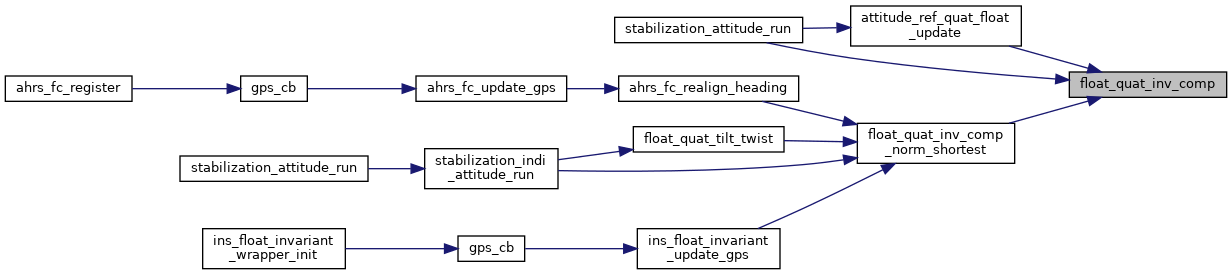 attitude_ref_quat_float
_update
stabilization_attitude_run
float_quat_inv_comp
ahrs_fc_register
gps_cb
ahrs_fc_update_gps
ahrs_fc_realign_heading
float_quat_inv_comp
_norm_shortest
float_quat_tilt_twist
stabilization_attitude_run
stabilization_indi
_attitude_run
ins_float_invariant
_wrapper_init
gps_cb
ins_float_invariant
_update_gps